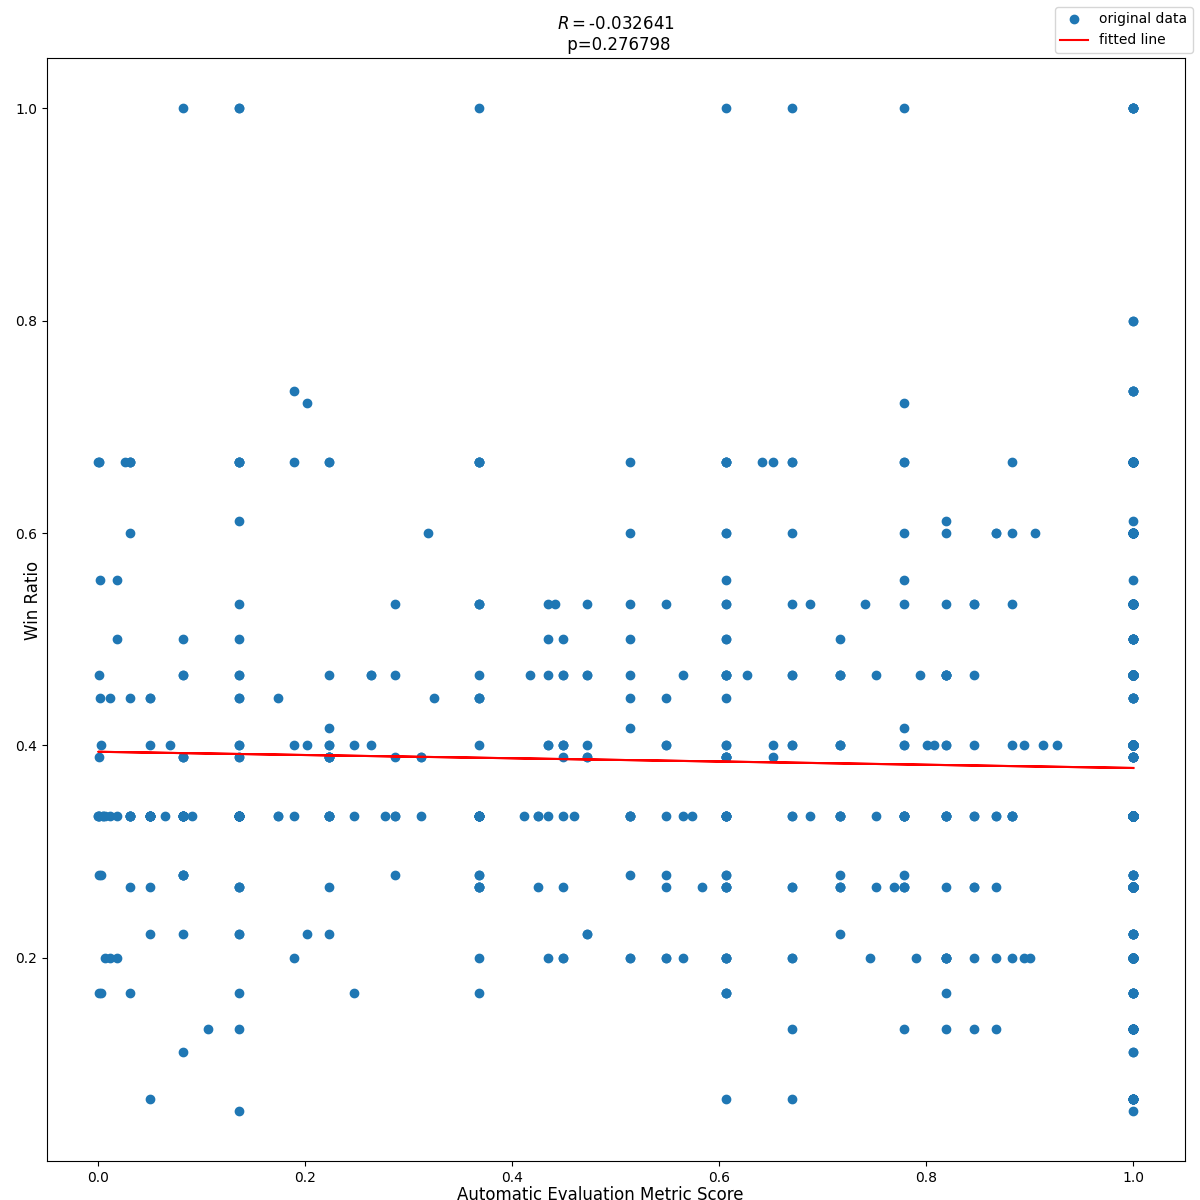 R = -0.032641
p=0.276798
original data
fitted line
1.0
0.8
0.6
0.4
0.2
Win Ratio
0.0
0.2
0.4
0.6
0.8
1.0
Automatic Evaluation Metric Score